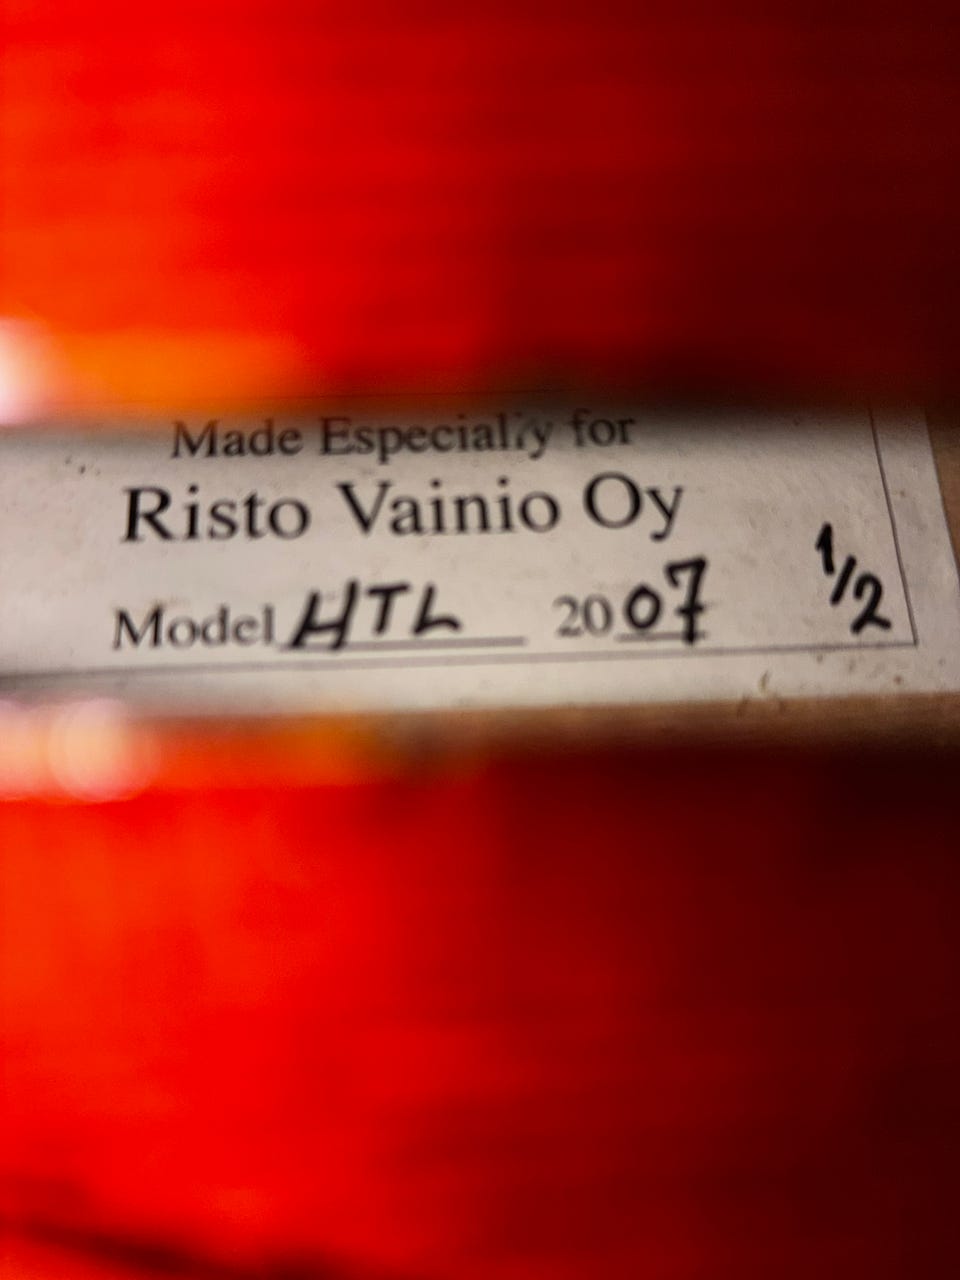 Made Especially for
Risto Vainio Oy
Model HTL 2007 1/2